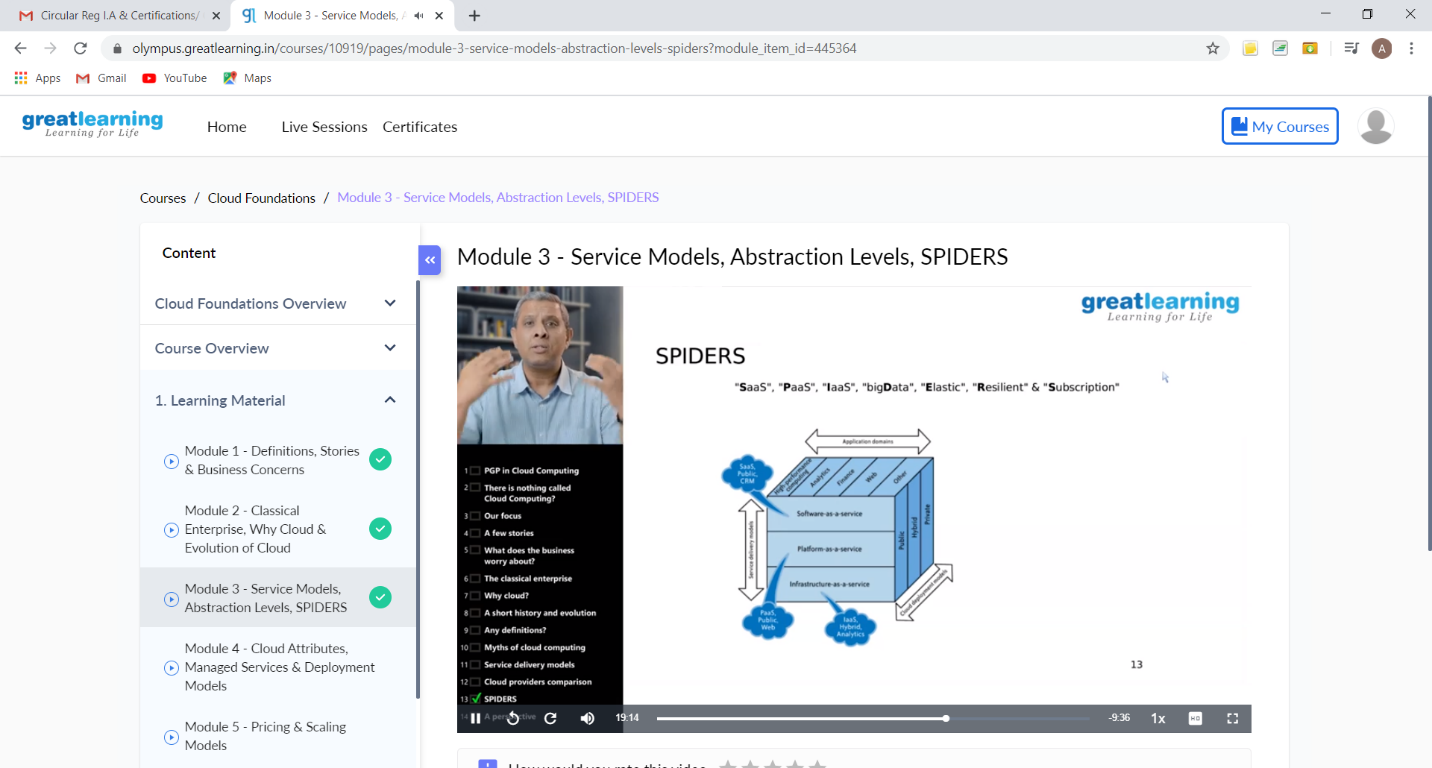 Circular Reg I.A & Certifications/
Module 3 - Service Models,
olympus.greatlearning.in/courses/10919/pages/module-3-service-models-abstraction-levels-spiders?module_item_id=445364
A
Apps
Gmail
YouTube
Maps
greatlearning
Learning for Life
Home
Live Sessions
Certificates
My Courses
Courses / Cloud Foundations / Module 3 - Service Models, Abstraction Levels, SPIDERS
Content
Cloud Foundations Overview
Course Overview
1. Learning Material
Module 1 - Definitions, Stories
& Business Concerns
Module 2 - Classical
Enterprise, Why Cloud &
Evolution of Cloud
Module 3 - Service Models,
Abstraction Levels, SPIDERS
Module 4 - Cloud Attributes,
Managed Services & Deployment
Models
Module 5 - Pricing & Scaling
Models
Module 3 - Service Models, Abstraction Levels, SPIDERS
greatlearning
Learning for Life
SPIDERS
"SaaS", "PaaS", "IaaS", "bigData", "Elastic", "Resilient" & "Subscription"
Application domains
SaaS,
Public,
CRM
High-performance
computing
Analytics
Finance
Web
Other
Software-as-a-service
Platform-as-a-service
Infrastructure-as-a-service
Service delivery models
Public
Hybrid
Private
Cloud deployment models
PaaS,
Public,
Web
IaaS,
Hybrid,
Analytics
13
1 PGP in Cloud Computing
2 There is nothing called
Cloud Computing?
3 Our focus
4 A few stories
5 What does the business
worry about?
6 The classical enterprise
7 Why cloud?
8 A short history and evolution
9 Any definitions?
10 Myths of cloud computing
11 Service delivery models
12 Cloud providers comparison
13 SPIDERS
14 A perspective
19:14
-9:36
1x
HD
How would you rate this video